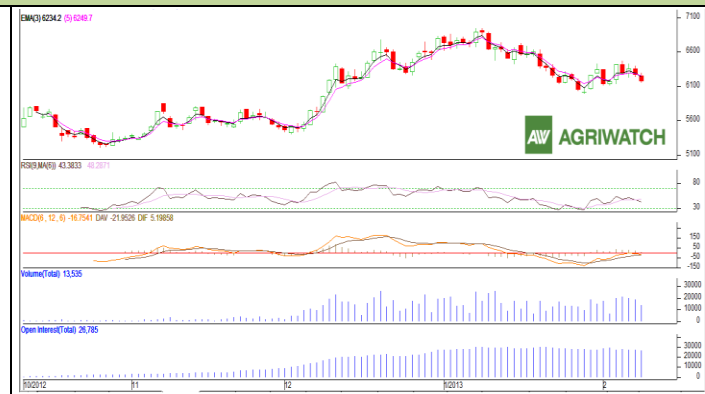 EMA(3) 6234.2 (5) 6249.7
7100
6600
6100
5600
5100
AW AGRIWATCH
RSI(9,MA(6)) 43.3833 48.2671
80
30
MACD(6, 12, 6) -16.7541 DAV -21.9526 DIF 5.19858
150
50
-50
-150
Volume(Total) 13,535
30000
20000
10000
0
Open Interest(Total) 26,785
30000
20000
10000
0
10/2012 11 12 1/2013 2